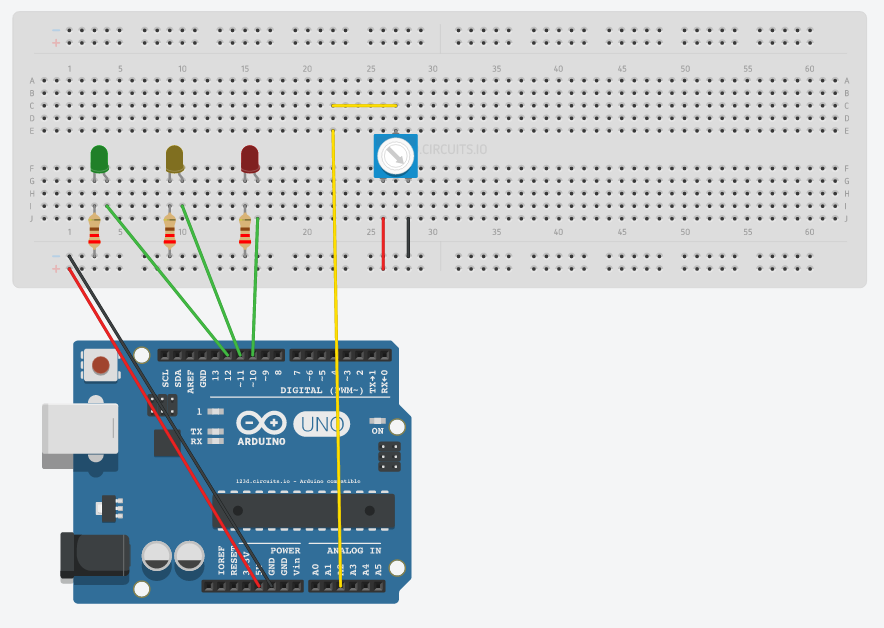 − −
+ +
1 5 10 15 20 25 30 35 40 45 50 55 60
A A
B B
C C
D D
E E
.CIRCUITS.IO
F F
G G
H H
I I
J J
1 5 10 15 20 25 30 35 40 45 50 55 60
− −
+ +
SCL SDA AREF GND 13 12 ~11 ~10 ~9 8 7 ~6 ~5 4 ~3 2 TX→1 RX←0
DIGITAL (PWM~)
L
TX
RX
ARDUINO
UNO
ON
123d.circuits.io - Arduino compatible
POWER
ANALOG IN
IOREF RESET 3.3V 5V GND GND Vin A0 A1 A2 A3 A4 A5